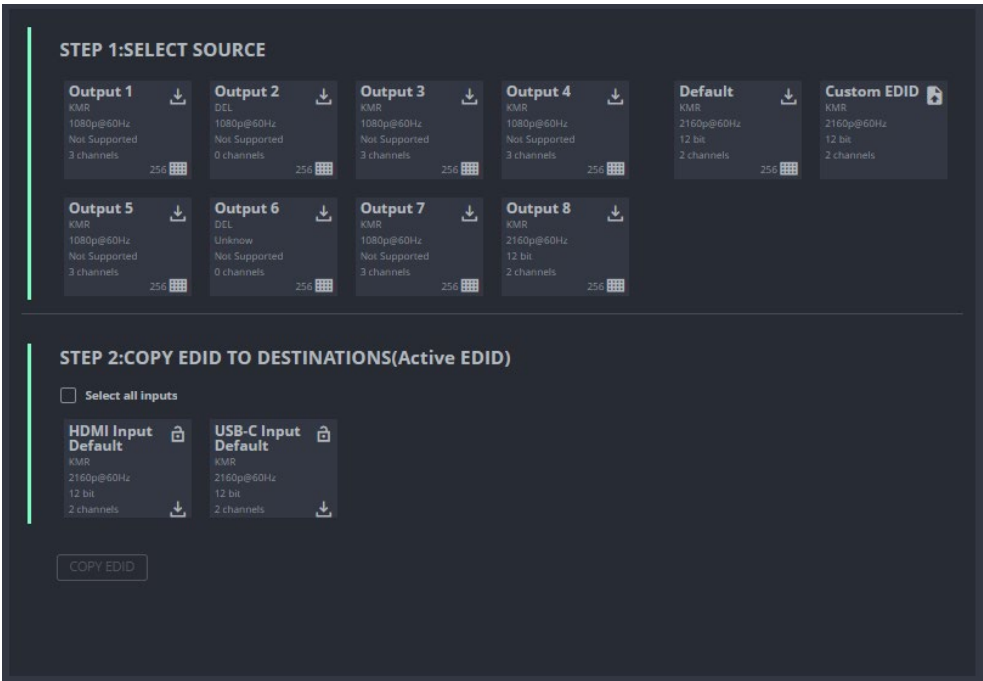 STEP 1:SELECT SOURCE
Output 1
KMR
1080p@60Hz
Not Supported
3 channels
256
Output 2
DEL
1080p@60Hz
Not Supported
0 channels
256
Output 3
KMR
1080p@60Hz
Not Supported
3 channels
256
Output 4
KMR
1080p@60Hz
Not Supported
3 channels
256
Default
KMR
2160p@60Hz
12 bit
2 channels
256
Custom EDID
KMR
2160p@60Hz
12 bit
2 channels
Output 5
KMR
1080p@60Hz
Not Supported
3 channels
256
Output 6
DEL
Unknow
Not Supported
0 channels
256
Output 7
KMR
1080p@60Hz
Not Supported
3 channels
256
Output 8
KMR
2160p@60Hz
12 bit
2 channels
256
STEP 2:COPY EDID TO DESTINATIONS(Active EDID)
Select all inputs
HDMI Input
Default
KMR
2160p@60Hz
12 bit
2 channels
USB-C Input
Default
KMR
2160p@60Hz
12 bit
2 channels
COPY EDID